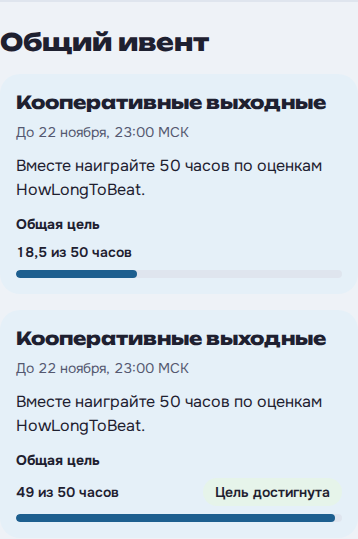 Общий ивент
Кооперативные выходные
До 22 ноября, 23:00 МСК
Вместе наиграйте 50 часов по оценкам
HowLongToBeat.
Общая цель
18,5 из 50 часов
Кооперативные выходные
До 22 ноября, 23:00 МСК
Вместе наиграйте 50 часов по оценкам
HowLongToBeat.
Общая цель
49 из 50 часов Цель достигнута